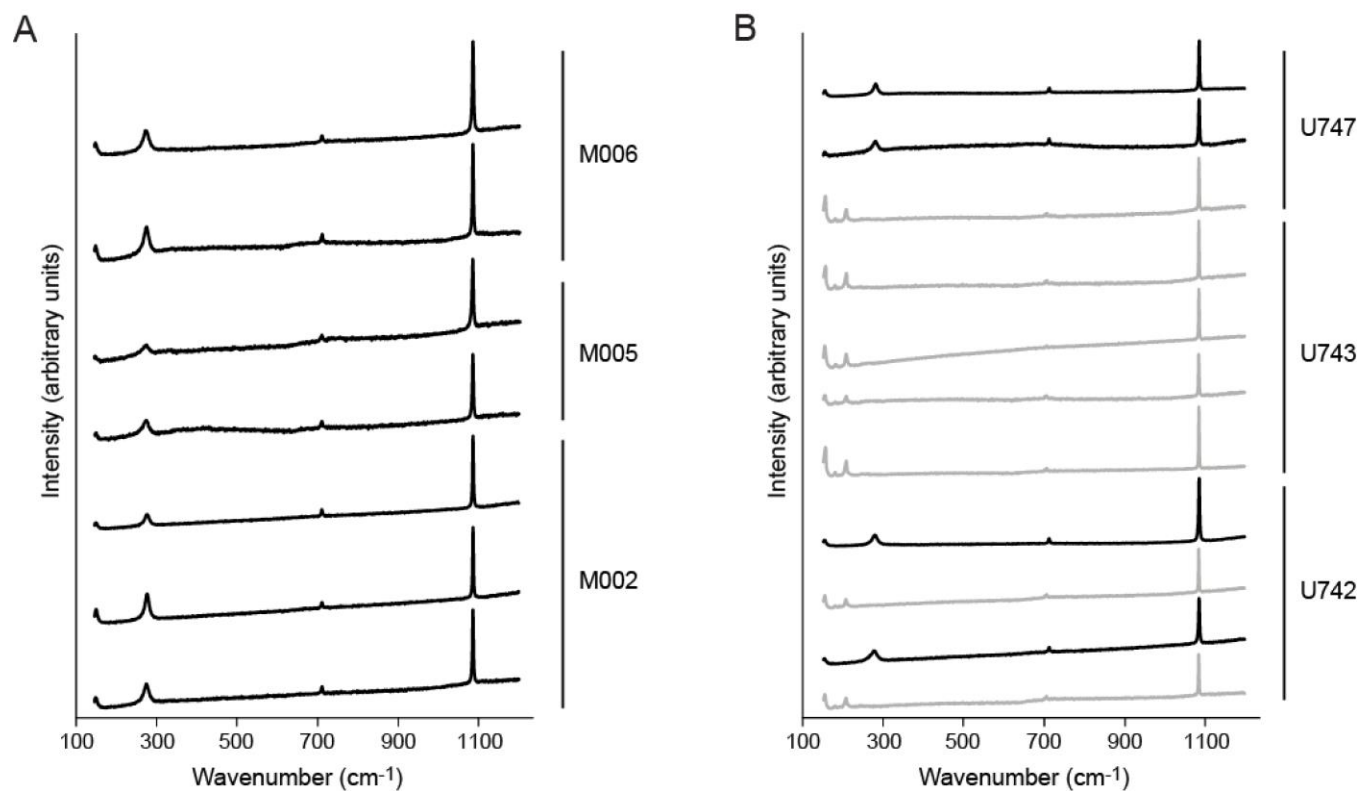 A
Intensity (arbitrary units)
M006
M005
M002
100 300 500 700 900 1100
Wavenumber (cm-1)
B
Intensity (arbitrary units)
U747
U743
U742
100 300 500 700 900 1100
Wavenumber (cm-1)